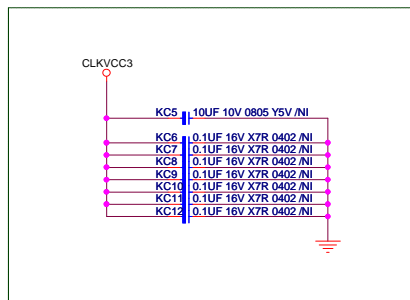 CLKVCC3
KC5 10UF 10V 0805 Y5V /NI
KC6 0.1UF 16V X7R 0402 /NI
KC7 0.1UF 16V X7R 0402 /NI
KC8 0.1UF 16V X7R 0402 /NI
KC9 0.1UF 16V X7R 0402 /NI
KC10 0.1UF 16V X7R 0402 /NI
KC11 0.1UF 16V X7R 0402 /NI
KC12 0.1UF 16V X7R 0402 /NI